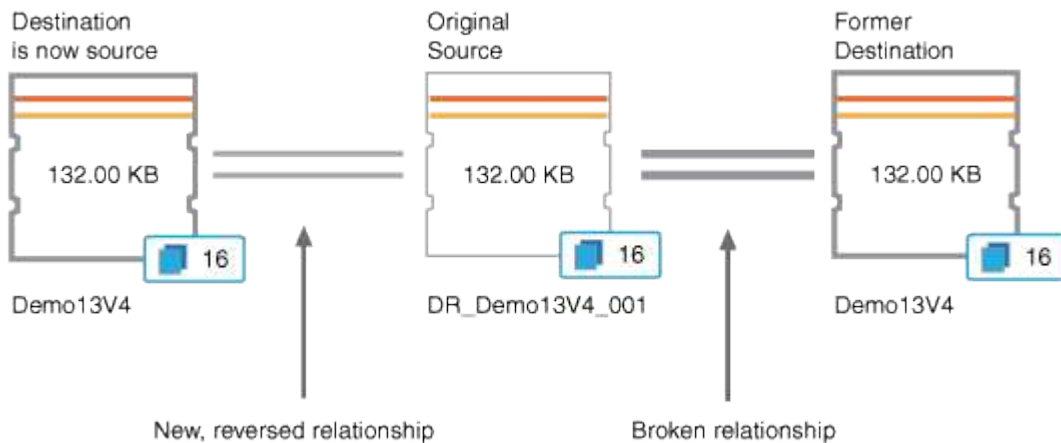 Destination
is now source
Original
Source
Former
Destination
132.00 KB
132.00 KB
132.00 KB
16
16
16
Demo13V4
DR_Demo13V4_001
Demo13V4
New, reversed relationship
Broken relationship